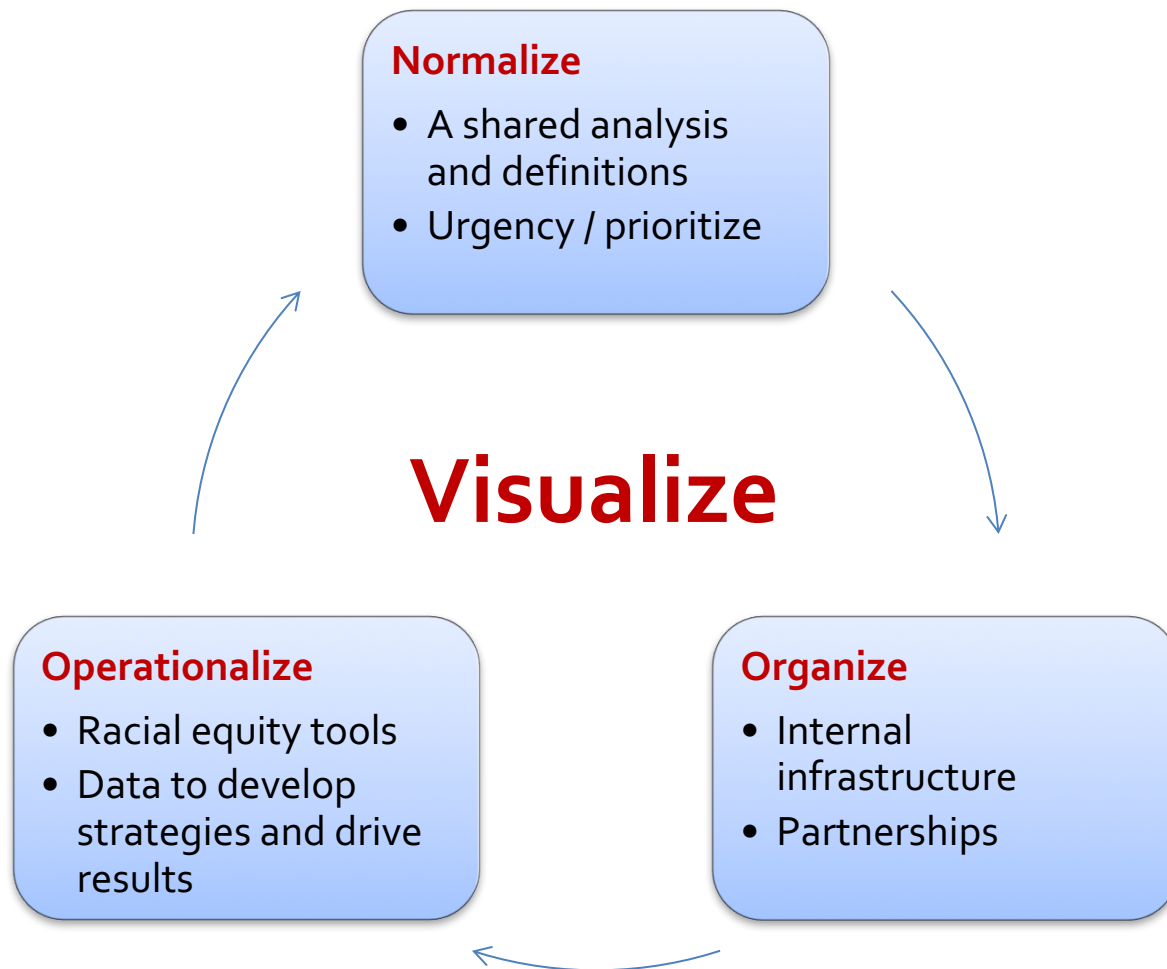 Normalize
• A shared analysis
and definitions
• Urgency / prioritize
Visualize
Operationalize
• Racial equity tools
• Data to develop
strategies and drive
results
Organize
• Internal
infrastructure
• Partnerships